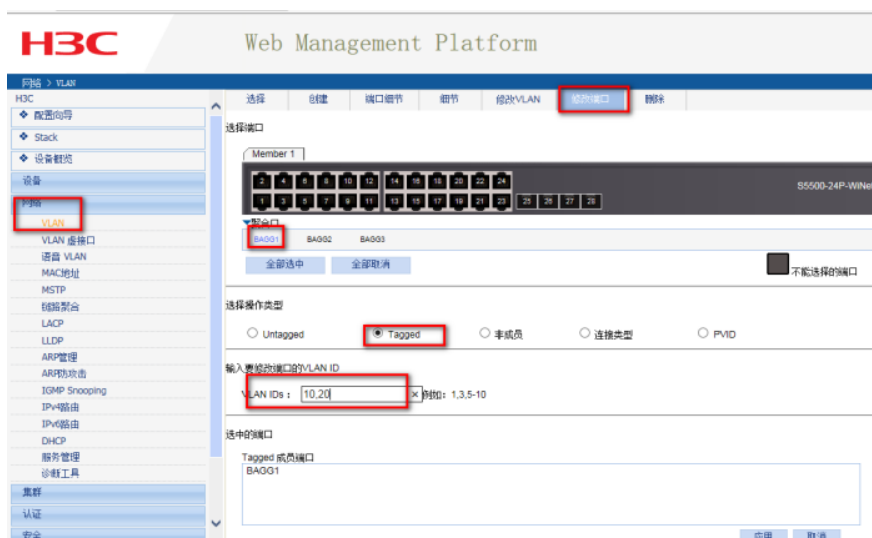 H3C Web Management Platform
网络 > VLAN
H3C
配置向导
Stack
设备概览
设备
网络
VLAN
VLAN 虚接口
语音 VLAN
MAC地址
MSTP
链路聚合
LACP
LLDP
ARP管理
ARP防攻击
IGMP Snooping
IPv4路由
IPv6路由
DHCP
服务管理
诊断工具
集群
认证
安全
选择 创建 端口细节 细节 修改VLAN 修改端口 删除
选择端口
Member 1
2 4 6 8 10 12 14 16 18 20 22 24
1 3 5 7 9 11 13 15 17 19 21 23 25 26 27 28
S5500-24P-WiNe
聚合口
BAGG1 BAGG2 BAGG3
全部选中 全部取消
不能选择的端口
选择操作类型
Untagged Tagged 非成员 连接类型 PVID
输入要修改端口的VLAN ID
VLAN IDs： 10,20 × 例如：1,3,5-10
选中的端口
Tagged 成员端口
BAGG1
应用 取消